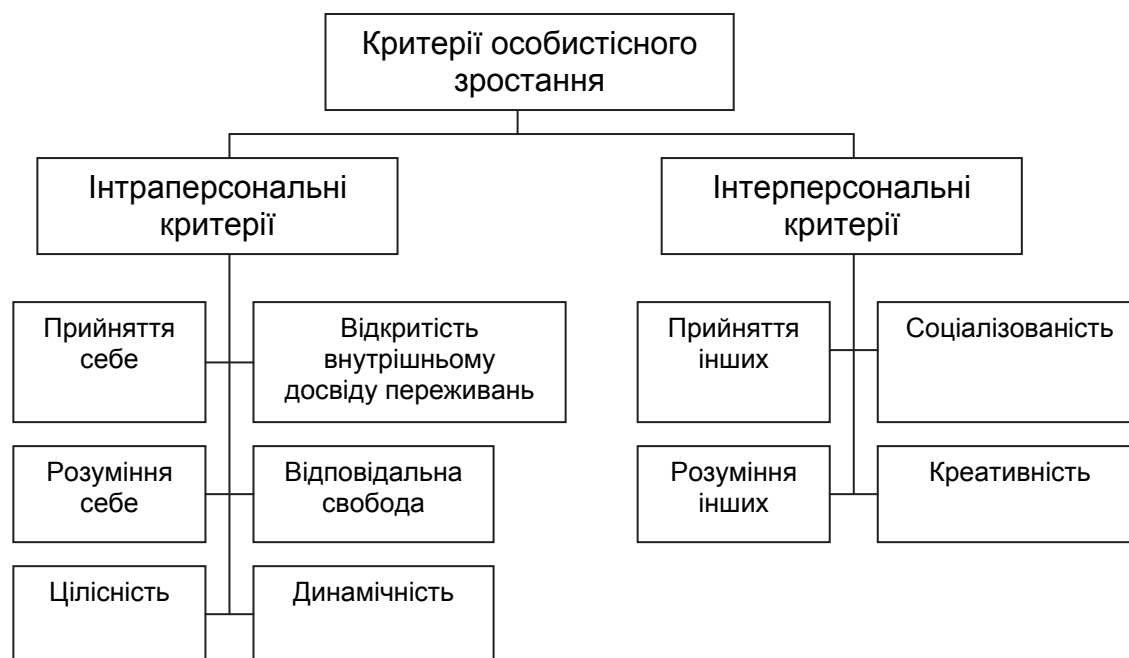 Критерії особистісного
зростання
Інтраперсональні
критерії
Інтерперсональні
критерії
Прийняття
себе
Відкритість
внутрішньому
досвіду переживань
Прийняття
інших
Соціалізованість
Розуміння
себе
Відповідальна
свобода
Розуміння
інших
Креативність
Цілісність
Динамічність